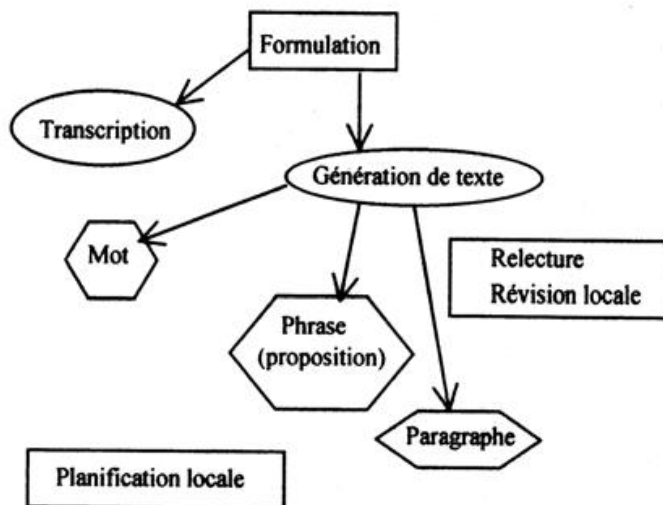 Formulation
Transcription
Génération de texte
Mot
Relecture
Révision locale
Phrase
(proposition)
Paragraphe
Planification locale